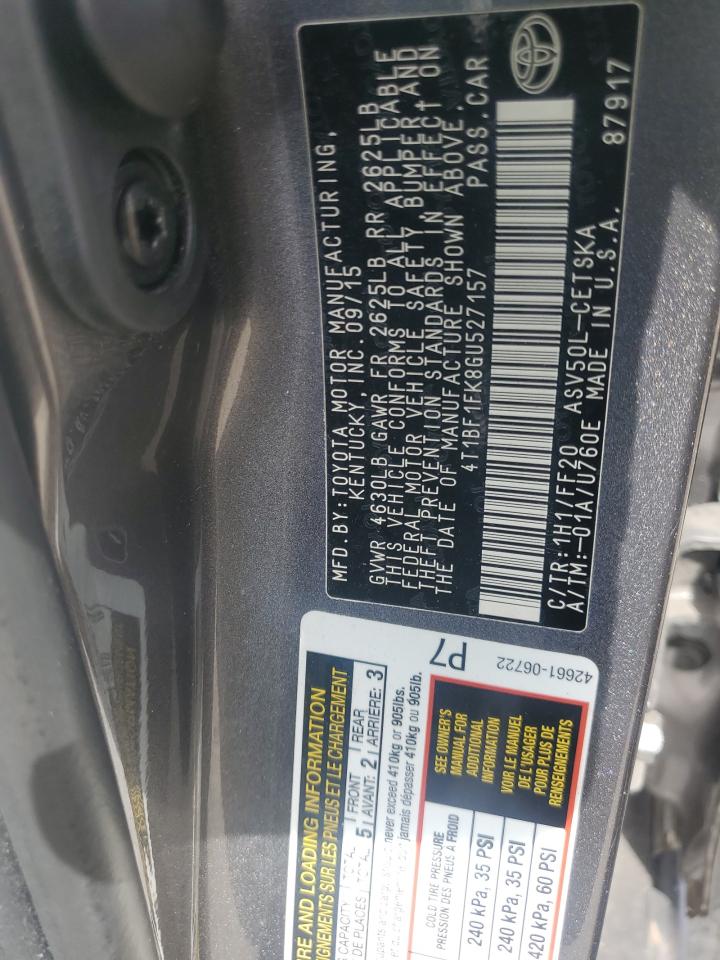 MFD. BY: TOYOTA MOTOR MANUFACTURING,
KENTUCKY, INC. 09/15
GVWR 4630LB GAWR FR 2625LB RR 2625LB
THIS VEHICLE CONFORMS TO ALL APPLICABLE
FEDERAL MOTOR VEHICLE SAFETY, BUMPER, AND
THEFT PREVENTION STANDARDS IN EFFECT ON
THE DATE OF MANUFACTURE SHOWN ABOVE.
4T1BF1FK8GU527157 PASS. CAR
C/TR: 1H1/FF20 ASV50L-CETSKA
A/TM: -01A/U760E MADE IN U.S.A.
87917
AND LOADING INFORMATION
SUR LES PNEUS ET LE CHARGEMENT
CAPACITY
FRONT REAR
DE PLACES 5 AVANT: 2 ARRIÈRE: 3
never exceed 410kg or 905lbs.
jamais dépasser 410kg ou 905lb.
P7
42661-06722
COLD TIRE PRESSURE
PRESSION DES PNEUS À FROID
240 kPa, 35 PSI
240 kPa, 35 PSI
420 kPa, 60 PSI
SEE OWNER'S
MANUAL FOR
ADDITIONAL
INFORMATION
VOIR LE MANUEL
DE L'USAGER
POUR PLUS DE
RENSEIGNEMENTS